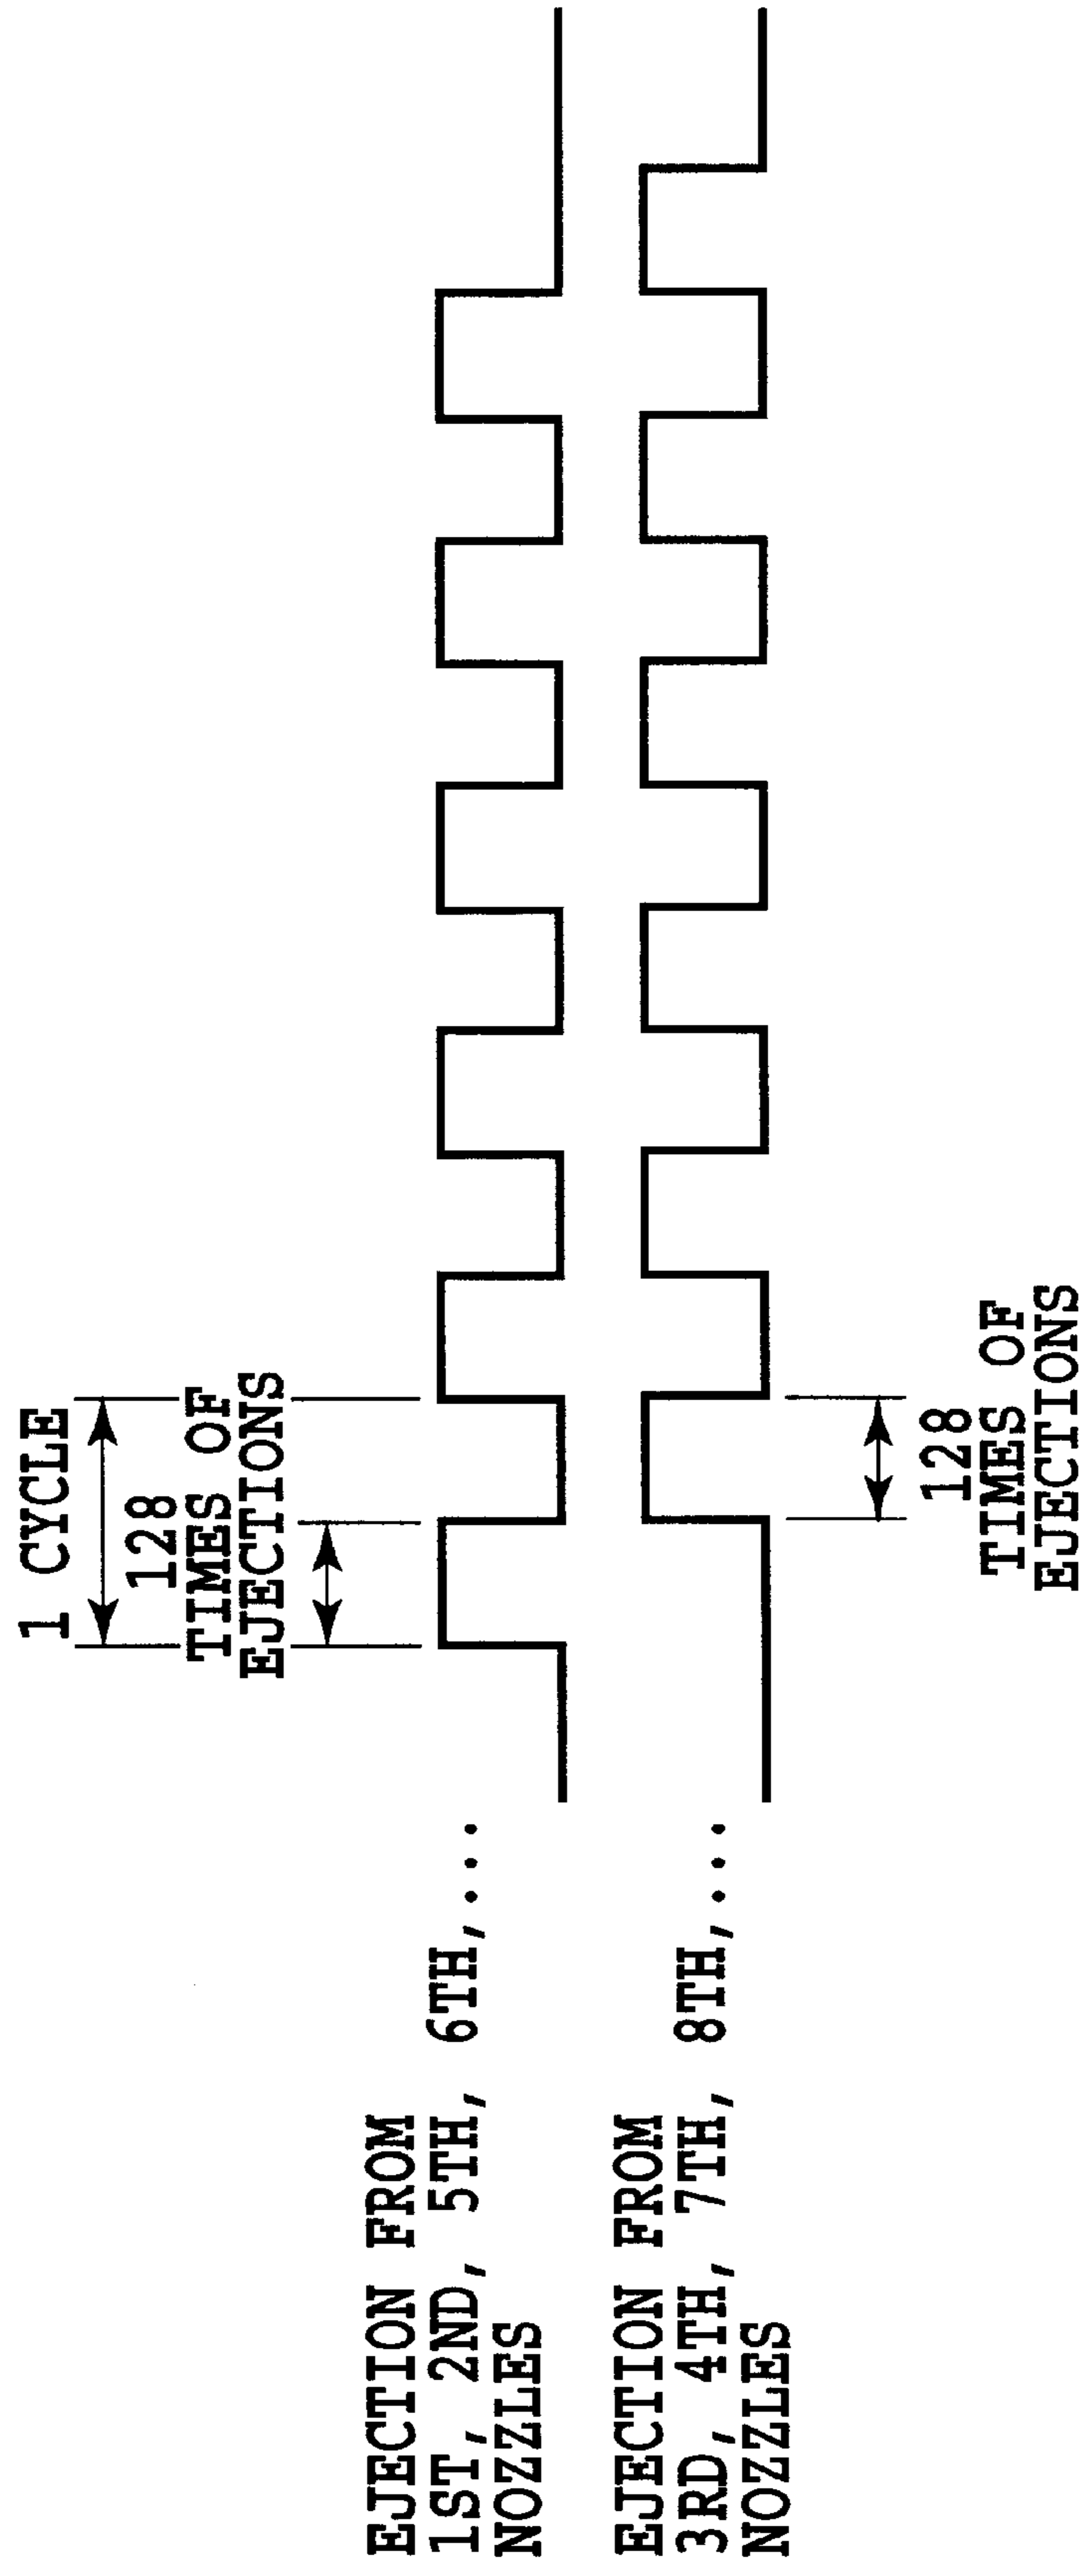 1 CYCLE
128
TIMES OF
EJECTIONS
EJECTION FROM
1ST, 2ND, 5TH, 6TH,...
NOZZLES
EJECTION FROM
3RD, 4TH, 7TH, 8TH,...
NOZZLES
128
TIMES OF
EJECTIONS